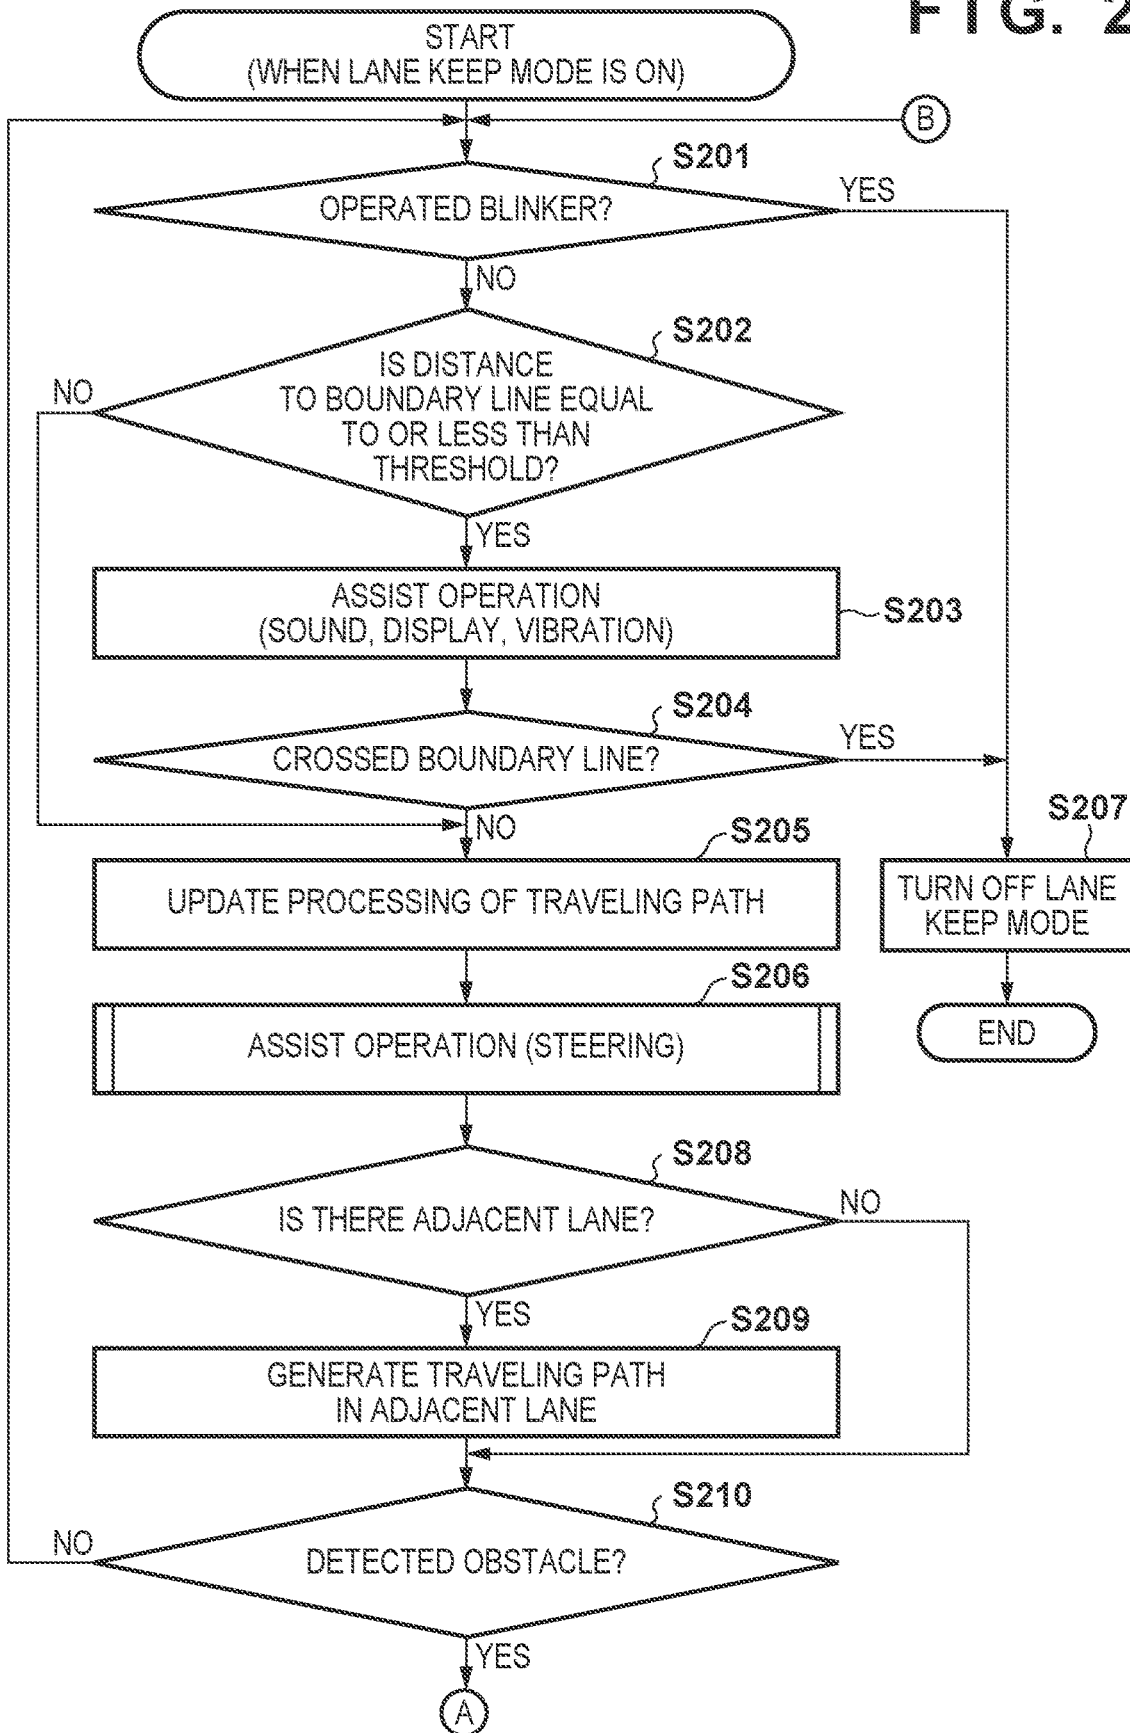 FIG. 2
START
(WHEN LANE KEEP MODE IS ON)
B
S201
OPERATED BLINKER?
YES
NO
S202
IS DISTANCE
TO BOUNDARY LINE EQUAL
TO OR LESS THAN
THRESHOLD?
NO
YES
ASSIST OPERATION
(SOUND, DISPLAY, VIBRATION)
S203
S204
CROSSED BOUNDARY LINE?
YES
NO
S205
UPDATE PROCESSING OF TRAVELING PATH
S207
TURN OFF LANE
KEEP MODE
S206
ASSIST OPERATION (STEERING)
END
S208
IS THERE ADJACENT LANE?
NO
YES
S209
GENERATE TRAVELING PATH
IN ADJACENT LANE
S210
DETECTED OBSTACLE?
NO
YES
A